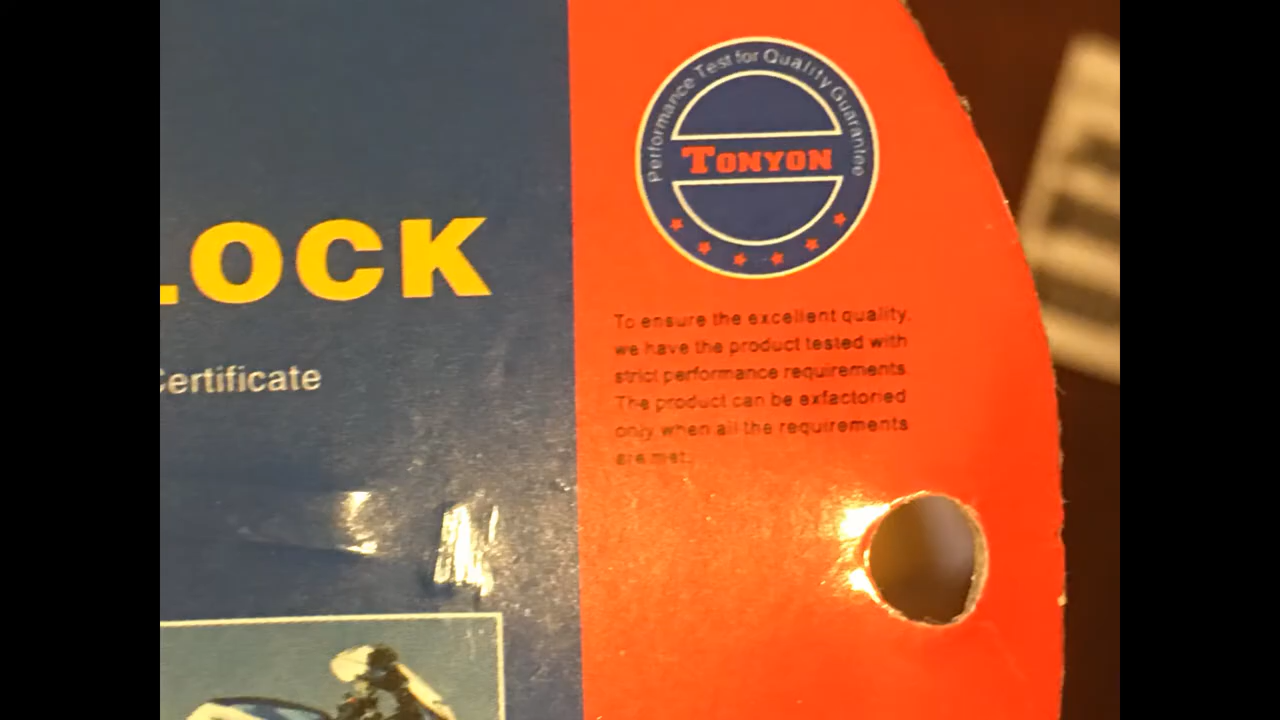 LOCK
Certificate
Performance Test for Quality Guarantee
TONYON
To ensure the excellent quality,
we have the product tested with
strict performance requirements
The product can be exfactoried
only when all the requirements
are met.